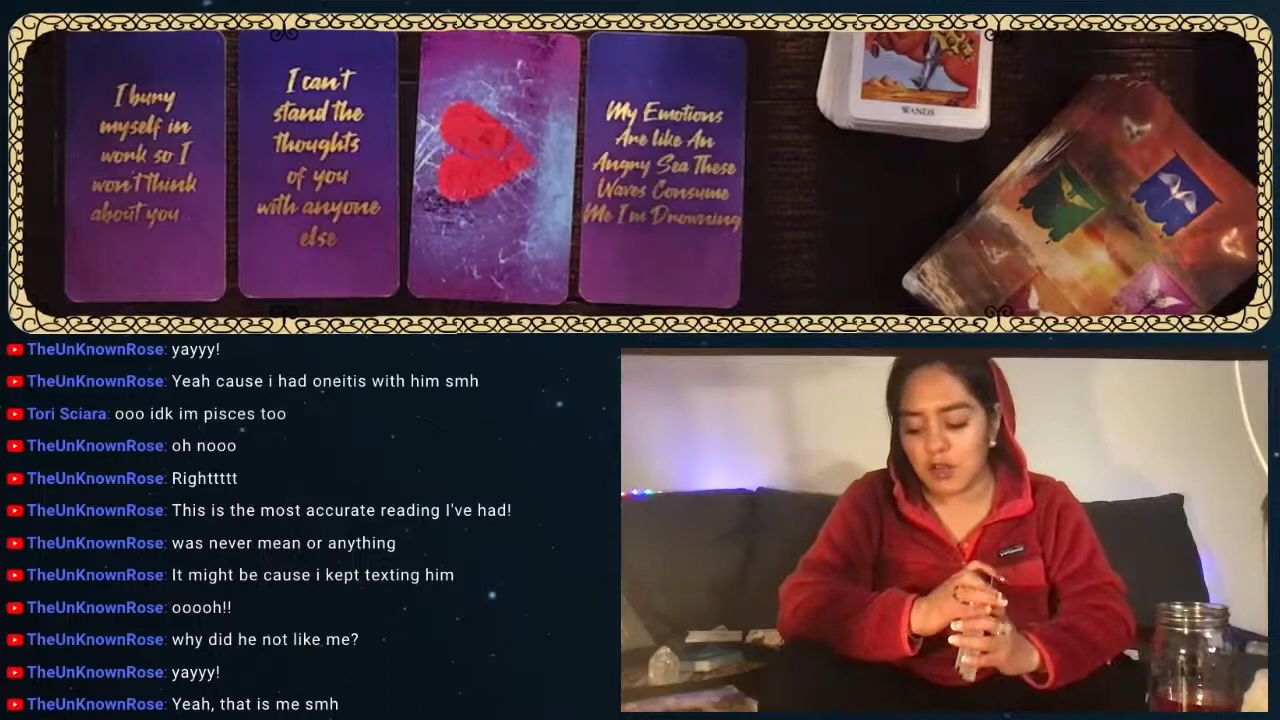 I bury
myself in
work so I
won't think
about you
I can't
stand the
thoughts
of you
with anyone
else
My Emotions
Are like An
Angry Sea These
Waves Consume
Me I'm Drowning
WANDS
TheUnKnownRose: yayyy!
TheUnKnownRose: Yeah cause i had oneitis with him smh
Tori Sciara: ooo idk im pisces too
TheUnKnownRose: oh nooo
TheUnKnownRose: Righttttt
TheUnKnownRose: This is the most accurate reading I've had!
TheUnKnownRose: was never mean or anything
TheUnKnownRose: It might be cause i kept texting him
TheUnKnownRose: ooooh!!
TheUnKnownRose: why did he not like me?
TheUnKnownRose: yayyy!
TheUnKnownRose: Yeah, that is me smh
patagonia